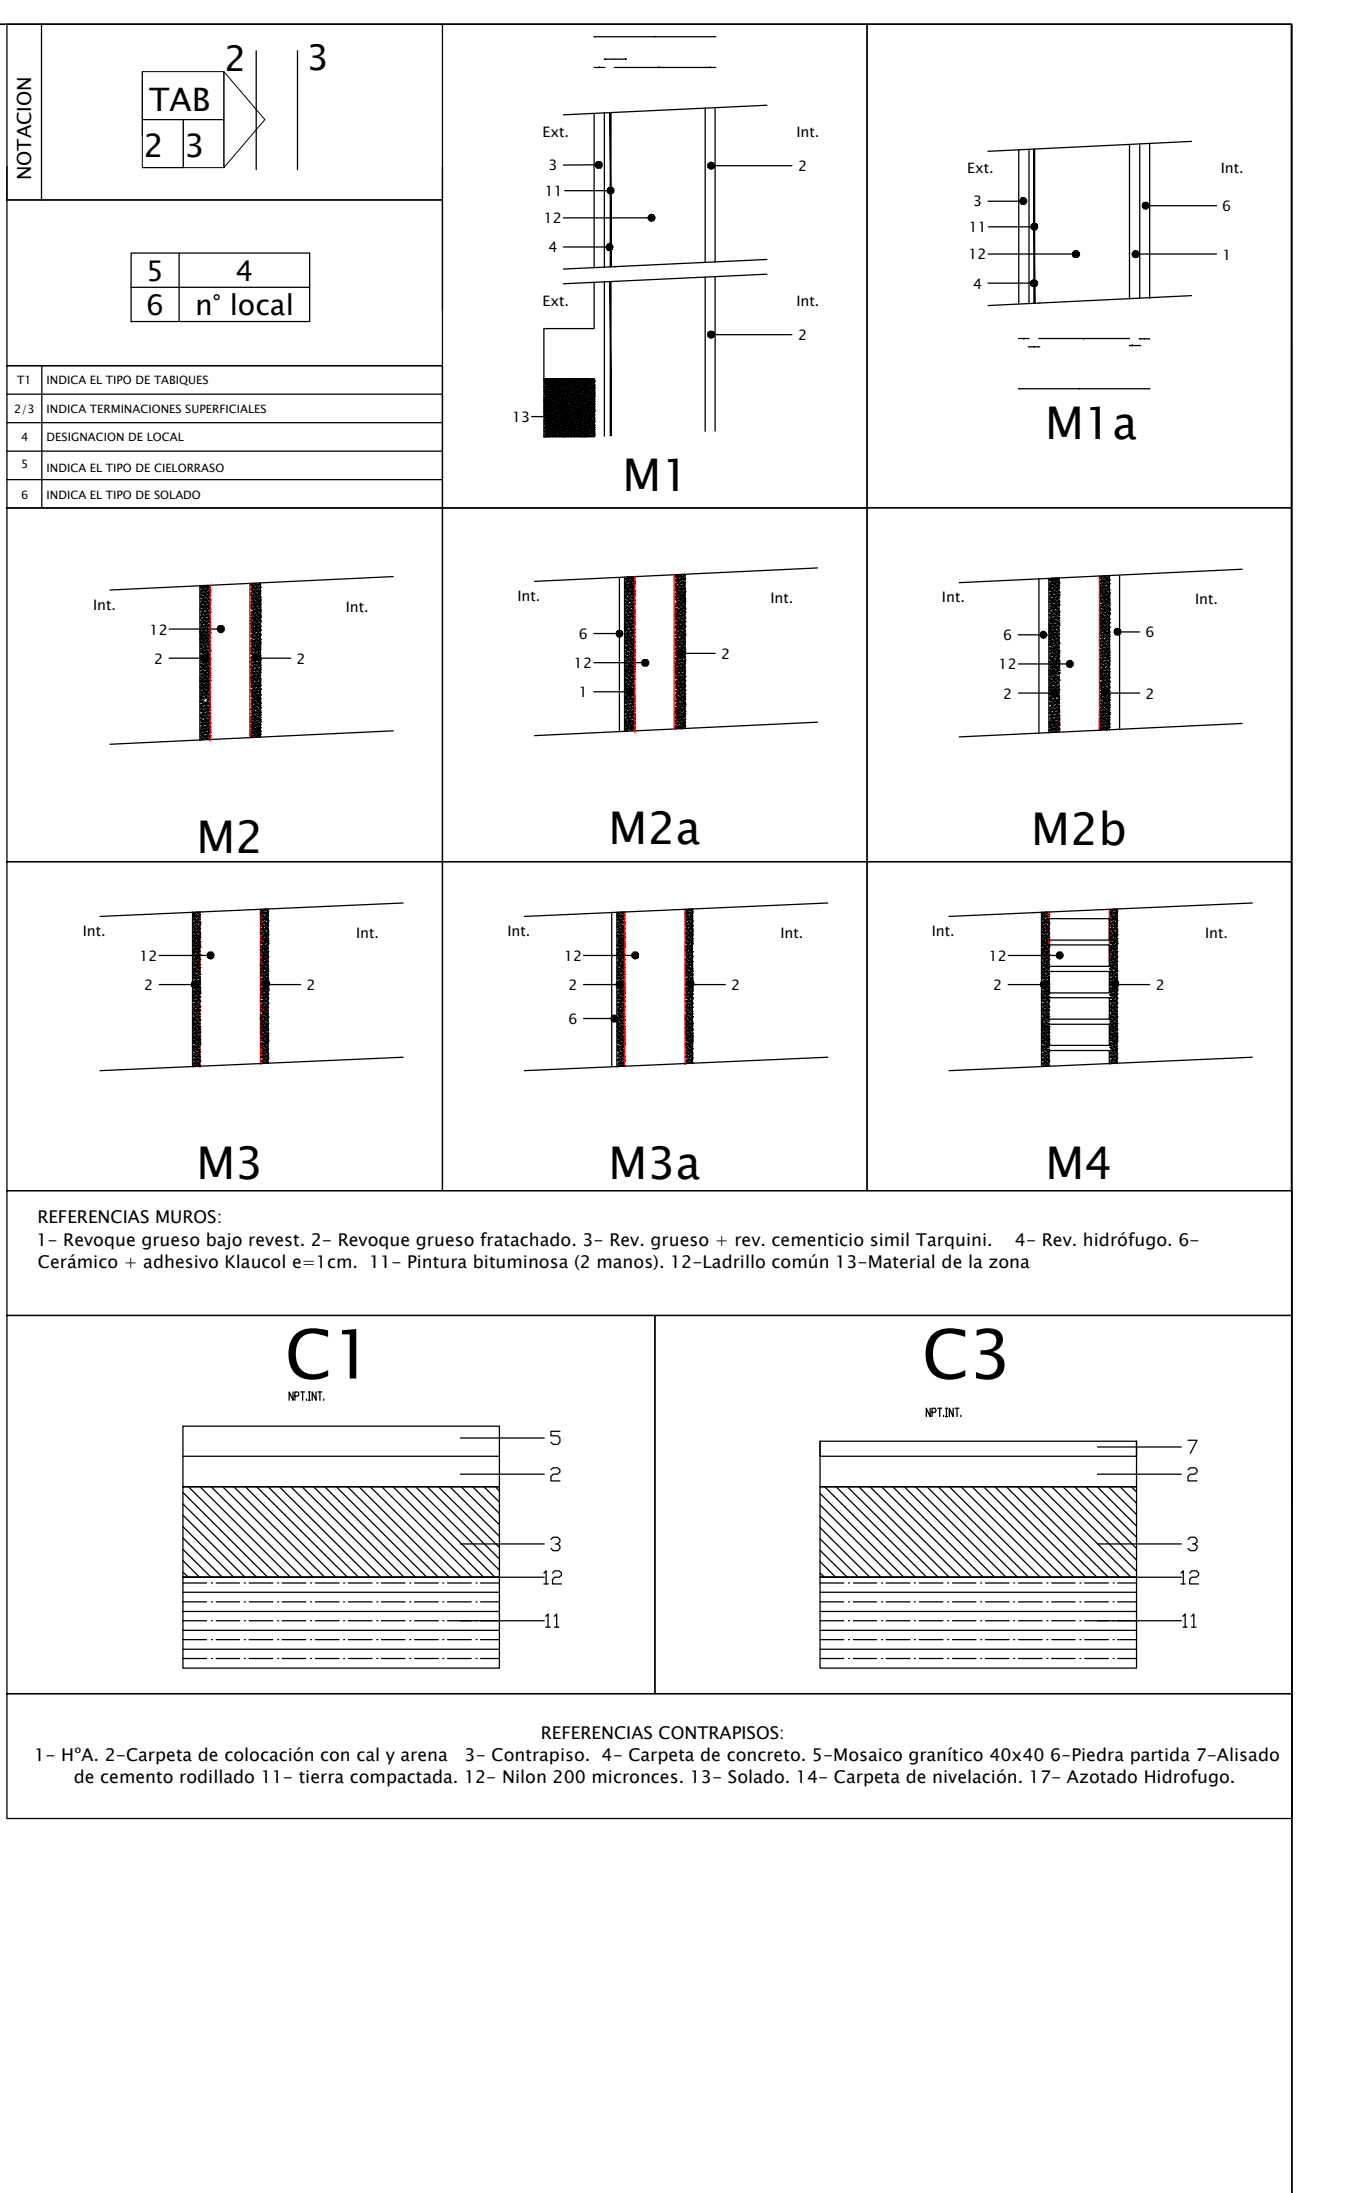 NOTACION
2
3
TAB
2 3
5 4
6 n° local
T1 INDICA EL TIPO DE TABIQUES
2/3 INDICA TERMINACIONES SUPERFICIALES
4 DESIGNACION DE LOCAL
5 INDICA EL TIPO DE CIELORRASO
6 INDICA EL TIPO DE SOLADO
Ext. Int.
3 2
11
12
4
Ext. Int.
2
13
M1
Ext. Int.
3 6
11
12 1
4
M1a
Int. Int.
12
2 2
M2
Int. Int.
6
12 2
1
M2a
Int. Int.
6 6
12
2 2
M2b
Int. Int.
12
2 2
M3
Int. Int.
12
2 2
6
M3a
Int. Int.
12
2 2
M4
REFERENCIAS MUROS:
1- Revoque grueso bajo revest. 2- Revoque grueso fratachado. 3- Rev. grueso + rev. cementicio simil Tarquini. 4- Rev. hidrófugo. 6-
Cerámico + adhesivo Klaucol e=1cm. 11- Pintura bituminosa (2 manos). 12-Ladrillo común 13-Material de la zona
C1
NPT.INT.
5
2
3
12
11
C3
NPT.INT.
7
2
3
12
11
REFERENCIAS CONTRAPISOS:
1- HºA. 2-Carpeta de colocación con cal y arena 3- Contrapiso. 4- Carpeta de concreto. 5-Mosaico granítico 40x40 6-Piedra partida 7-Alisado
de cemento rodillado 11- tierra compactada. 12- Nilon 200 micronces. 13- Solado. 14- Carpeta de nivelación. 17- Azotado Hidrofugo.